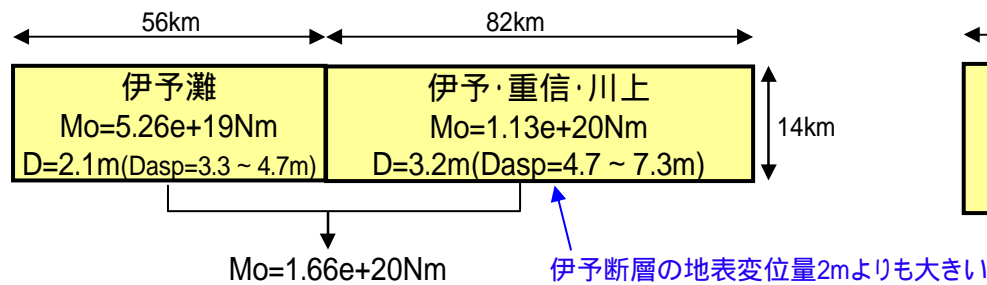 56km
82km
伊予灘
Mo=5.26e+19Nm
D=2.1m(Dasp=3.3 ~ 4.7m)
伊予・重信・川上
Mo=1.13e+20Nm
D=3.2m(Dasp=4.7 ~ 7.3m)
14km
Mo=1.66e+20Nm
伊予断層の地表変位量2mよりも大きい